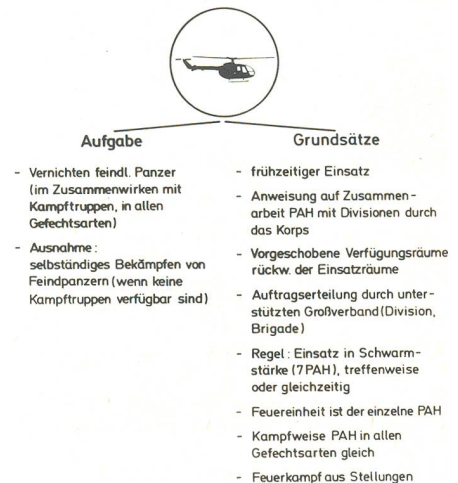 Aufgabe
- Vernichten feindl. Panzer
(im Zusammenwirken mit
Kampftruppen, in allen
Gefechtsarten)
- Ausnahme:
selbständiges Bekämpfen von
Feindpanzern (wenn keine
Kampftruppen verfügbar sind)
Grundsätze
- frühzeitiger Einsatz
- Anweisung auf Zusammen-
arbeit PAH mit Divisionen durch
das Korps
- Vorgeschobene Verfügungsräume
rückw. der Einsatzräume
- Auftragserteilung durch unter-
stützten Großverband (Division,
Brigade)
- Regel: Einsatz in Schwarm-
stärke (7 PAH), treffenweise
oder gleichzeitig
- Feuereinheit ist der einzelne PAH
- Kampfweise PAH in allen
Gefechtsarten gleich
- Feuerkampf aus Stellungen